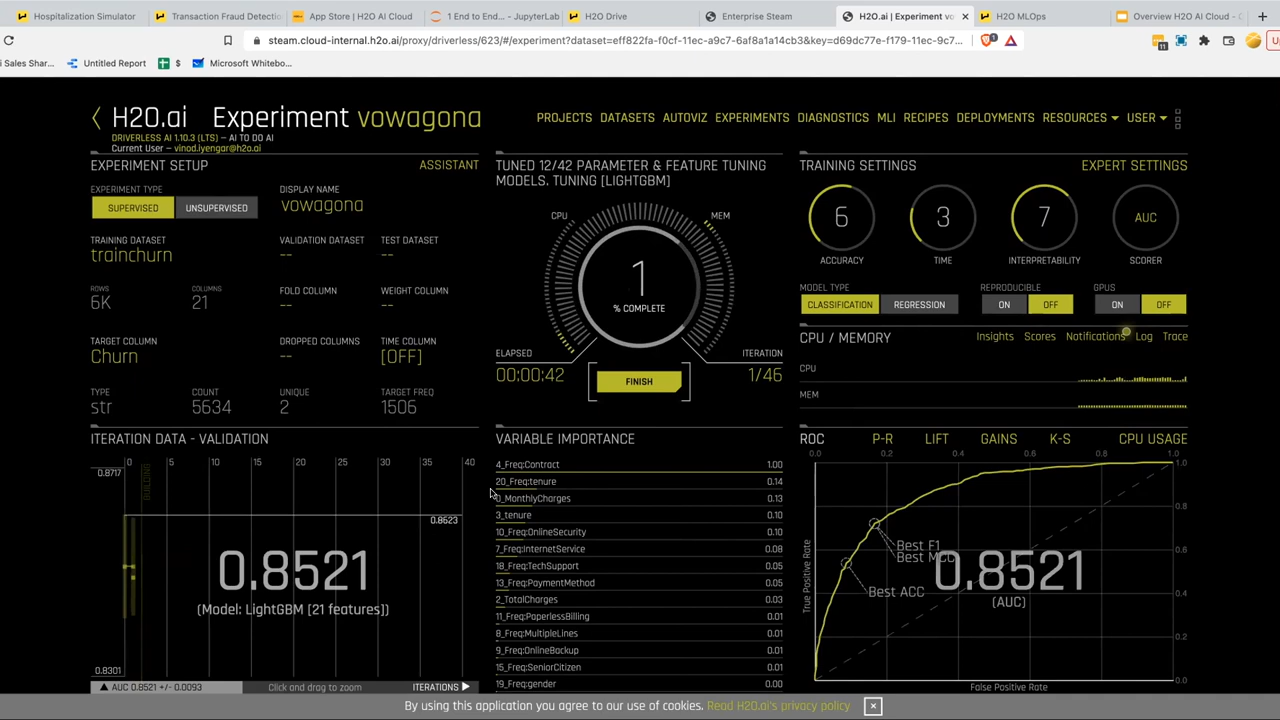 Hospitalization Simulator
Transaction Fraud Detectio
App Store | H2O AI Cloud
1 End to End... - JupyterLab
H2O Drive
Enterprise Steam
H2O.ai | Experiment vo
H2O MLOps
Overview H2O AI Cloud - G
steam.cloud-internal.h2o.ai/proxy/driverless/623/#/experiment?dataset=eff822fa-f0cf-11ec-a9c7-6af8a1a14cb3&key=d69dc77e-f179-11ec-9c7...
i Sales Shar...
Untitled Report
$
Microsoft Whitebo...
H2O.ai Experiment vowagona
DRIVERLESS AI 1.10.3 (LTS) — AI TO DO AI
Current User — vinod.iyengar@h2o.ai
PROJECTS DATASETS AUTOVIZ EXPERIMENTS DIAGNOSTICS MLI RECIPES DEPLOYMENTS RESOURCES USER
EXPERIMENT SETUP
ASSISTANT
EXPERIMENT TYPE
SUPERVISED UNSUPERVISED
DISPLAY NAME
vowagona
TRAINING DATASET
trainchurn
VALIDATION DATASET
--
TEST DATASET
--
ROWS
6K
COLUMNS
21
FOLD COLUMN
--
WEIGHT COLUMN
--
TARGET COLUMN
Churn
DROPPED COLUMNS
--
TIME COLUMN
[OFF]
TYPE
str
COUNT
5634
UNIQUE
2
TARGET FREQ
1506
TUNED 12/42 PARAMETER & FEATURE TUNING
MODELS. TUNING [LIGHTGBM]
CPU
MEM
1
% COMPLETE
ELAPSED
00:00:42
FINISH
ITERATION
1/46
TRAINING SETTINGS
EXPERT SETTINGS
6
ACCURACY
3
TIME
7
INTERPRETABILITY
AUC
SCORER
MODEL TYPE
CLASSIFICATION REGRESSION
REPRODUCIBLE
ON OFF
GPUS
ON OFF
CPU / MEMORY
Insights Scores Notifications Log Trace
CPU
MEM
ITERATION DATA - VALIDATION
0 5 10 15 20 25 30 35 40
0.8717
BUILDING
0.8623
0.8521
(Model: LightGBM [21 features])
0.8301
AUC 0.8521 +/- 0.0093
Click and drag to zoom
ITERATIONS
VARIABLE IMPORTANCE
4_Freq:Contract 1.00
20_Freq:tenure 0.14
0_MonthlyCharges 0.13
3_tenure 0.10
10_Freq:OnlineSecurity 0.10
7_Freq:InternetService 0.08
18_Freq:TechSupport 0.05
13_Freq:PaymentMethod 0.05
2_TotalCharges 0.03
11_Freq:PaperlessBilling 0.01
8_Freq:MultipleLines 0.01
9_Freq:OnlineBackup 0.01
15_Freq:SeniorCitizen 0.01
19_Freq:gender 0.00
ROC P-R LIFT GAINS K-S CPU USAGE
0.0 0.2 0.4 0.6 0.8 1.0
1.0
0.8
0.6
0.4
0.2
0.0
True Positive Rate
Best F1
Best MCC
Best ACC
0.8521
(AUC)
False Positive Rate
By using this application you agree to our use of cookies. Read H2O.ai's privacy policy